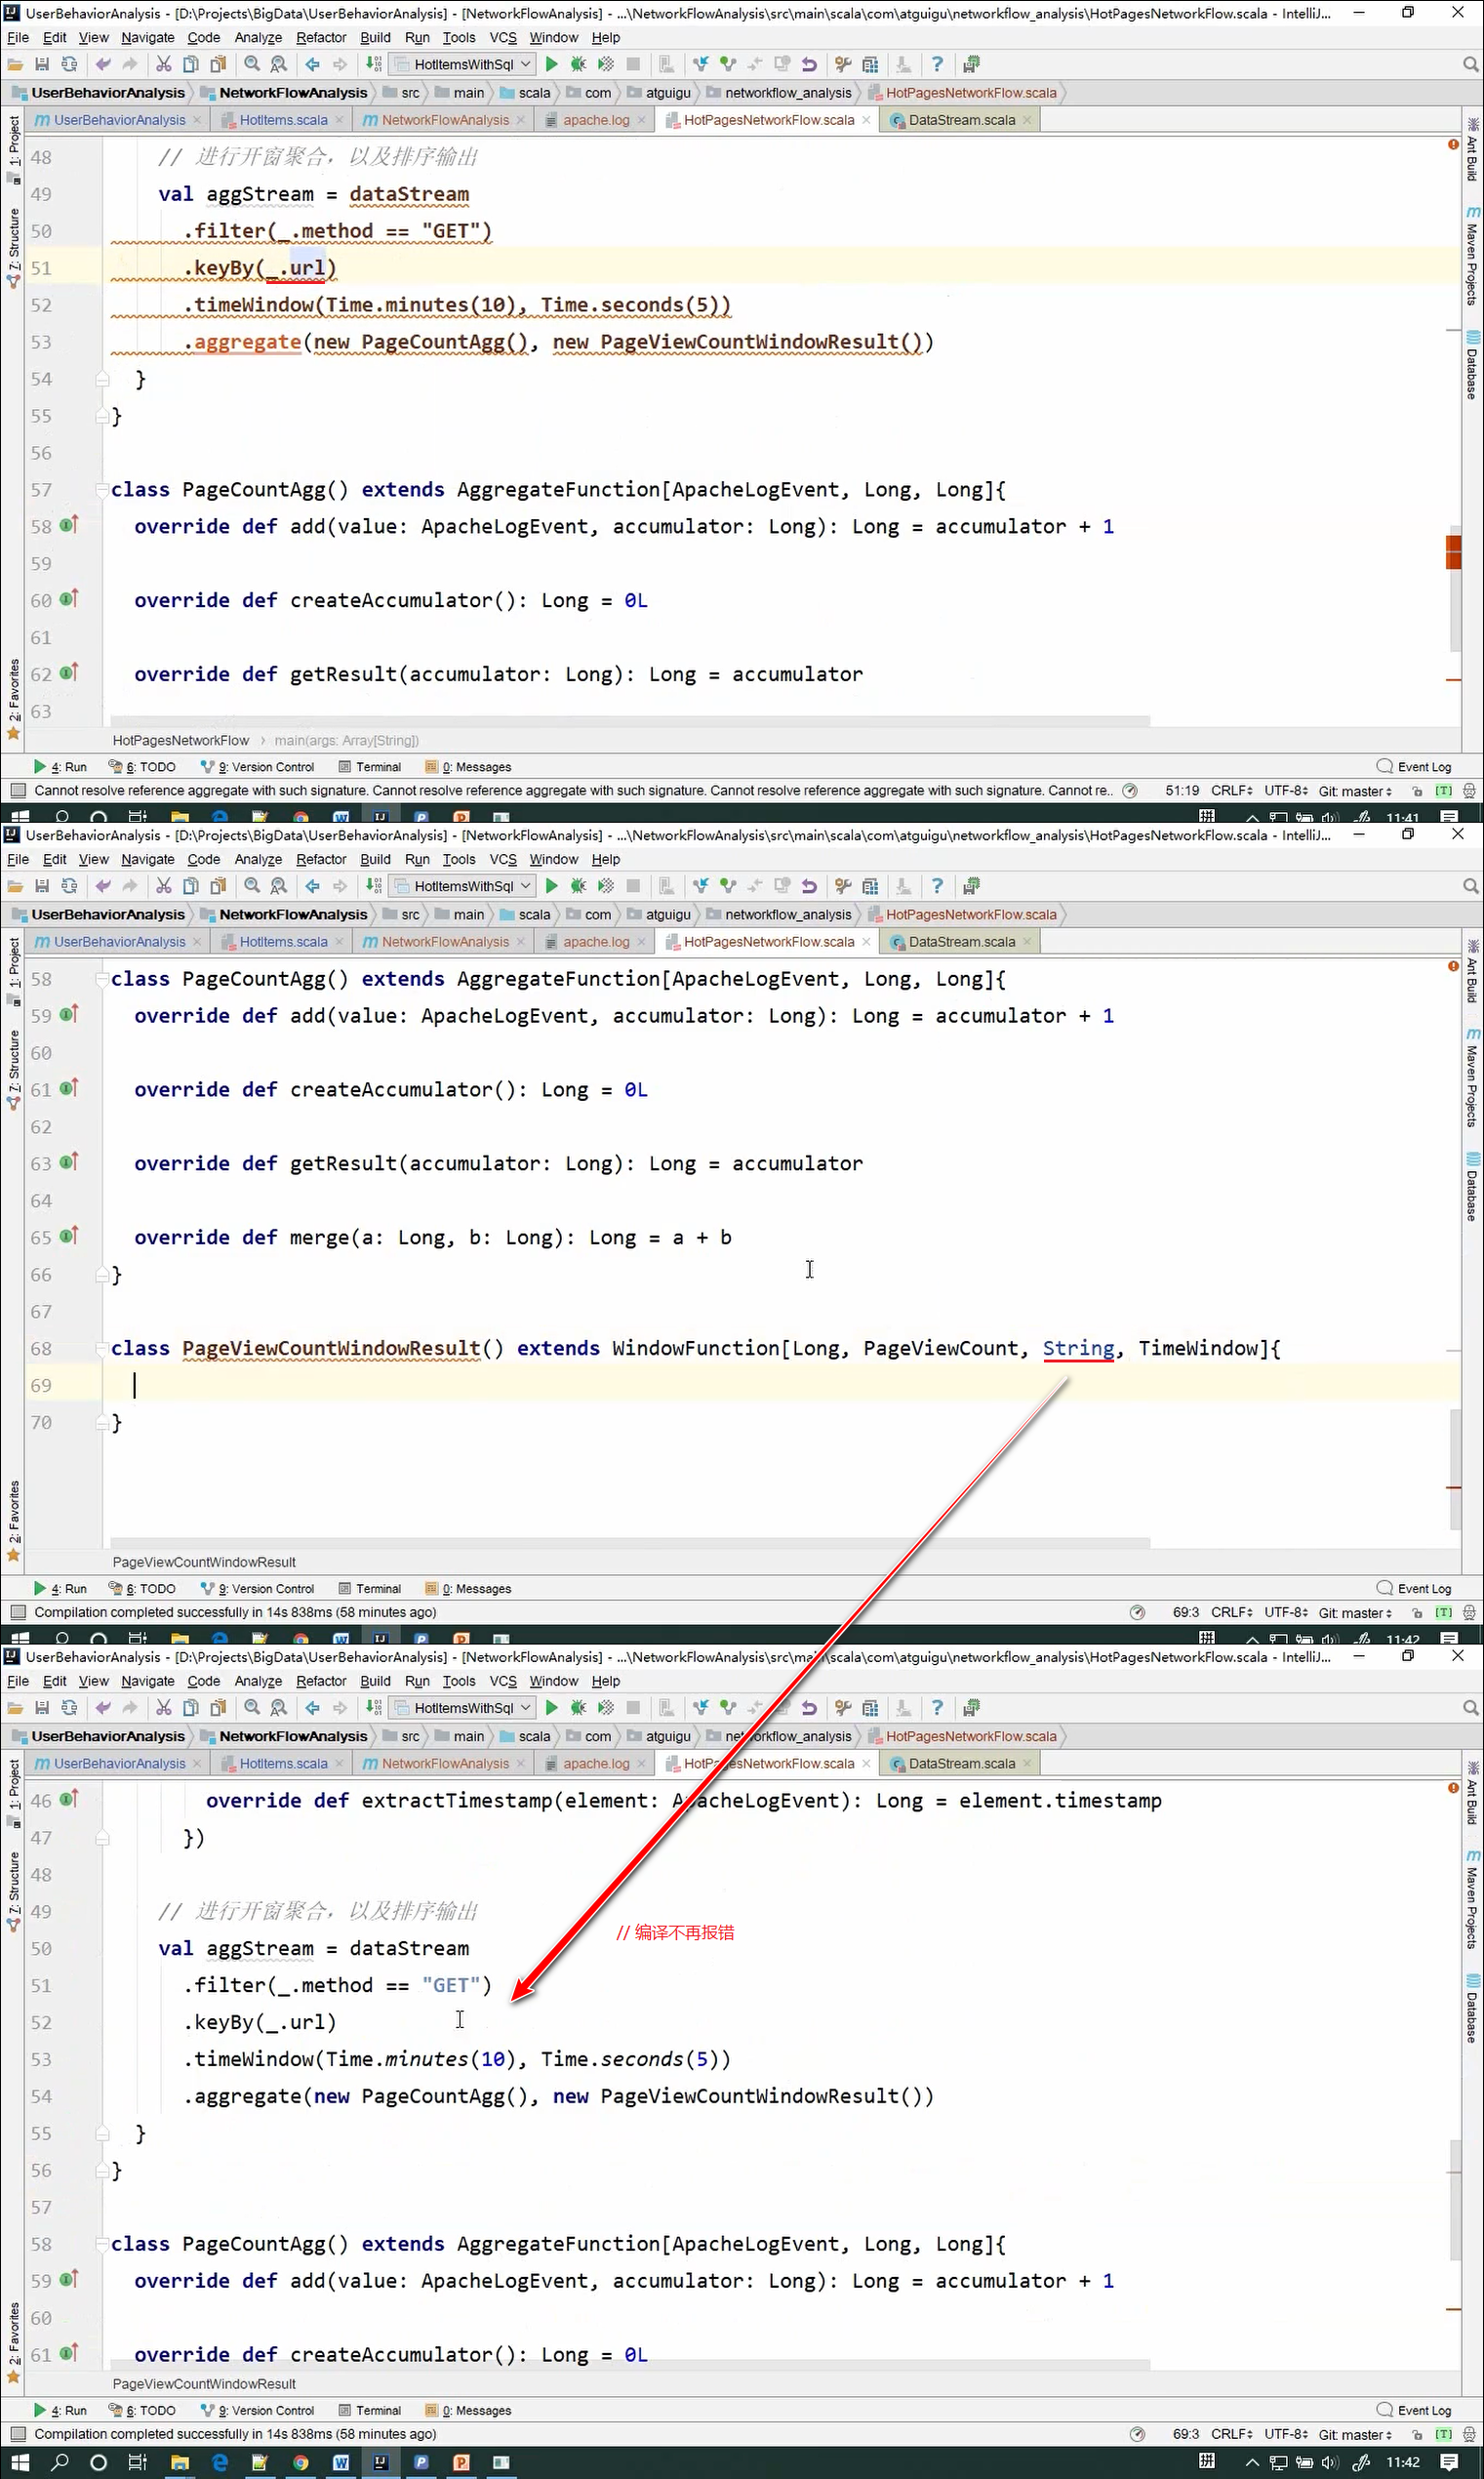 UserBehaviorAnalysis - [D:\Projects\BigData\UserBehaviorAnalysis] - [NetworkFlowAnalysis] - ...\NetworkFlowAnalysis\src\main\scala\com\atguigu\networkflow_analysis\HotPagesNetworkFlow.scala - IntelliJ...
File Edit View Navigate Code Analyze Refactor Build Run Tools VCS Window Help
HotItemsWithSql
UserBehaviorAnalysis NetworkFlowAnalysis src main scala com atguigu networkflow_analysis HotPagesNetworkFlow.scala
UserBehaviorAnalysis HotItems.scala NetworkFlowAnalysis apache.log HotPagesNetworkFlow.scala DataStream.scala
1: Project
7: Structure
2: Favorites
Ant Build
Maven Projects
Database
48 // 进行开窗聚合，以及排序输出
49 val aggStream = dataStream
50 .filter(_.method == "GET")
51 .keyBy(_.url)
52 .timeWindow(Time.minutes(10), Time.seconds(5))
53 .aggregate(new PageCountAgg(), new PageViewCountWindowResult())
54 }
55 }
56
57 class PageCountAgg() extends AggregateFunction[ApacheLogEvent, Long, Long]{
58 override def add(value: ApacheLogEvent, accumulator: Long): Long = accumulator + 1
59
60 override def createAccumulator(): Long = 0L
61
62 override def getResult(accumulator: Long): Long = accumulator
63
HotPagesNetworkFlow main(args: Array[String])
4: Run 6: TODO 9: Version Control Terminal 0: Messages Event Log
Cannot resolve reference aggregate with such signature. Cannot resolve reference aggregate with such signature. Cannot resolve reference aggregate with such signature. Cannot re.. 51:19 CRLF UTF-8 Git: master [T]
11:41
UserBehaviorAnalysis - [D:\Projects\BigData\UserBehaviorAnalysis] - [NetworkFlowAnalysis] - ...\NetworkFlowAnalysis\src\main\scala\com\atguigu\networkflow_analysis\HotPagesNetworkFlow.scala - IntelliJ...
File Edit View Navigate Code Analyze Refactor Build Run Tools VCS Window Help
HotItemsWithSql
UserBehaviorAnalysis NetworkFlowAnalysis src main scala com atguigu networkflow_analysis HotPagesNetworkFlow.scala
UserBehaviorAnalysis HotItems.scala NetworkFlowAnalysis apache.log HotPagesNetworkFlow.scala DataStream.scala
1: Project
7: Structure
2: Favorites
Ant Build
Maven Projects
Database
58 class PageCountAgg() extends AggregateFunction[ApacheLogEvent, Long, Long]{
59 override def add(value: ApacheLogEvent, accumulator: Long): Long = accumulator + 1
60
61 override def createAccumulator(): Long = 0L
62
63 override def getResult(accumulator: Long): Long = accumulator
64
65 override def merge(a: Long, b: Long): Long = a + b
66 }
67
68 class PageViewCountWindowResult() extends WindowFunction[Long, PageViewCount, String, TimeWindow]{
69
70 }
PageViewCountWindowResult
4: Run 6: TODO 9: Version Control Terminal 0: Messages Event Log
Compilation completed successfully in 14s 838ms (58 minutes ago) 69:3 CRLF UTF-8 Git: master [T]
11:42
UserBehaviorAnalysis - [D:\Projects\BigData\UserBehaviorAnalysis] - [NetworkFlowAnalysis] - ...\NetworkFlowAnalysis\src\main\scala\com\atguigu\networkflow_analysis\HotPagesNetworkFlow.scala - IntelliJ...
File Edit View Navigate Code Analyze Refactor Build Run Tools VCS Window Help
HotItemsWithSql
UserBehaviorAnalysis NetworkFlowAnalysis src main scala com atguigu networkflow_analysis HotPagesNetworkFlow.scala
UserBehaviorAnalysis HotItems.scala NetworkFlowAnalysis apache.log HotPagesNetworkFlow.scala DataStream.scala
1: Project
7: Structure
2: Favorites
Ant Build
Maven Projects
Database
46 override def extractTimestamp(element: ApacheLogEvent): Long = element.timestamp
47 })
48
49 // 进行开窗聚合，以及排序输出
// 编译不再报错
50 val aggStream = dataStream
51 .filter(_.method == "GET")
52 .keyBy(_.url)
53 .timeWindow(Time.minutes(10), Time.seconds(5))
54 .aggregate(new PageCountAgg(), new PageViewCountWindowResult())
55 }
56 }
57
58 class PageCountAgg() extends AggregateFunction[ApacheLogEvent, Long, Long]{
59 override def add(value: ApacheLogEvent, accumulator: Long): Long = accumulator + 1
60
61 override def createAccumulator(): Long = 0L
PageViewCountWindowResult
4: Run 6: TODO 9: Version Control Terminal 0: Messages Event Log
Compilation completed successfully in 14s 838ms (58 minutes ago) 69:3 CRLF UTF-8 Git: master [T]
拼 11:42